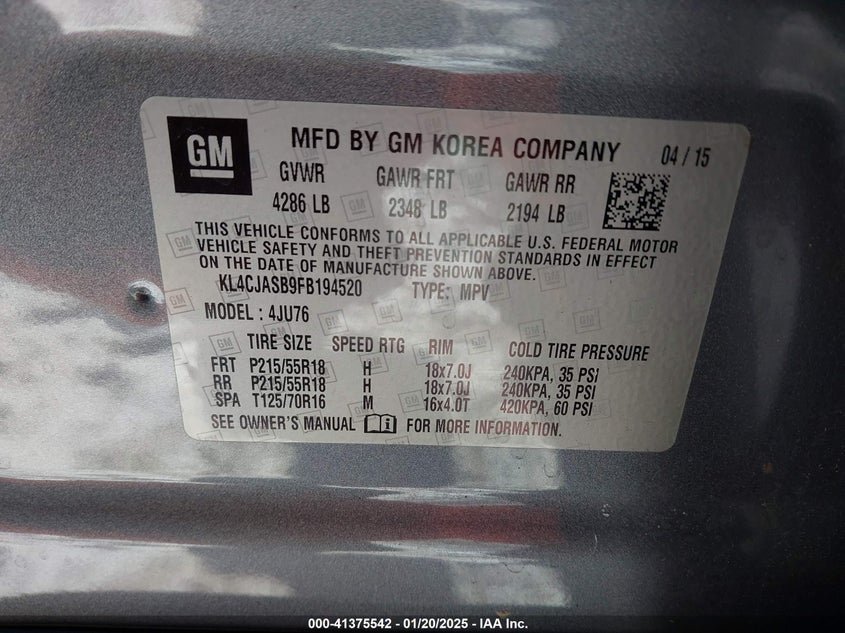 GM
MFD BY GM KOREA COMPANY 04 / 15
GVWR GAWR FRT GAWR RR
4286 LB 2348 LB 2194 LB
THIS VEHICLE CONFORMS TO ALL APPLICABLE U.S. FEDERAL MOTOR
VEHICLE SAFETY AND THEFT PREVENTION STANDARDS IN EFFECT
ON THE DATE OF MANUFACTURE SHOWN ABOVE.
KL4CJASB9FB194520 TYPE: MPV
MODEL : 4JU76
TIRE SIZE SPEED RTG RIM COLD TIRE PRESSURE
FRT P215/55R18 H 18x7.0J 240KPA, 35 PSI
RR P215/55R18 H 18x7.0J 240KPA, 35 PSI
SPA T125/70R16 M 16x4.0T 420KPA, 60 PSI
SEE OWNER'S MANUAL FOR MORE INFORMATION.
000-41375542 - 01/20/2025 - IAA Inc.